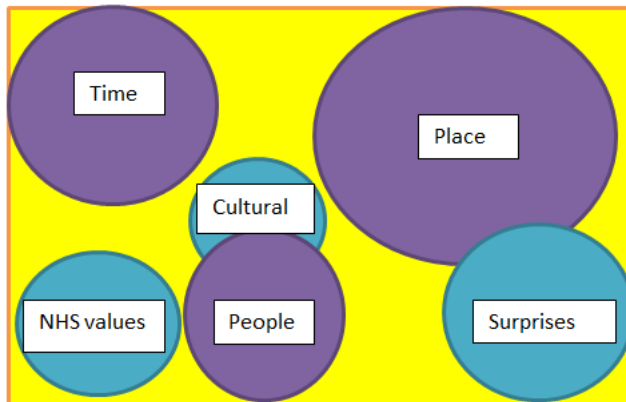 Time
Place
Cultural
NHS values
People
Surprises